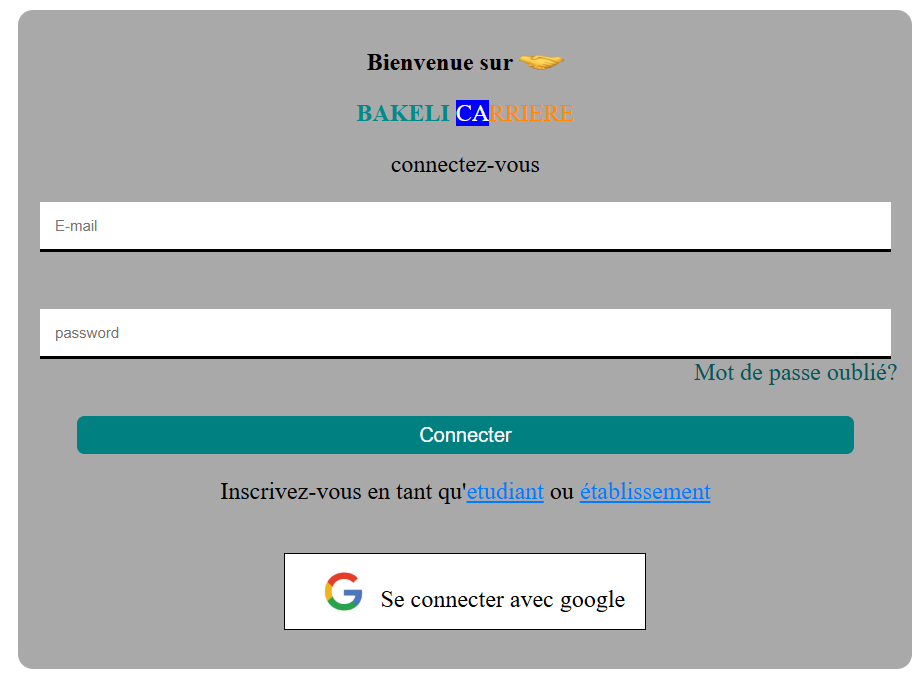 Bienvenue sur 🤝
BAKELI CARRIERE
connectez-vous
E-mail
password
Mot de passe oublié?
Connecter
Inscrivez-vous en tant qu'etudiant ou établissement
Se connecter avec google